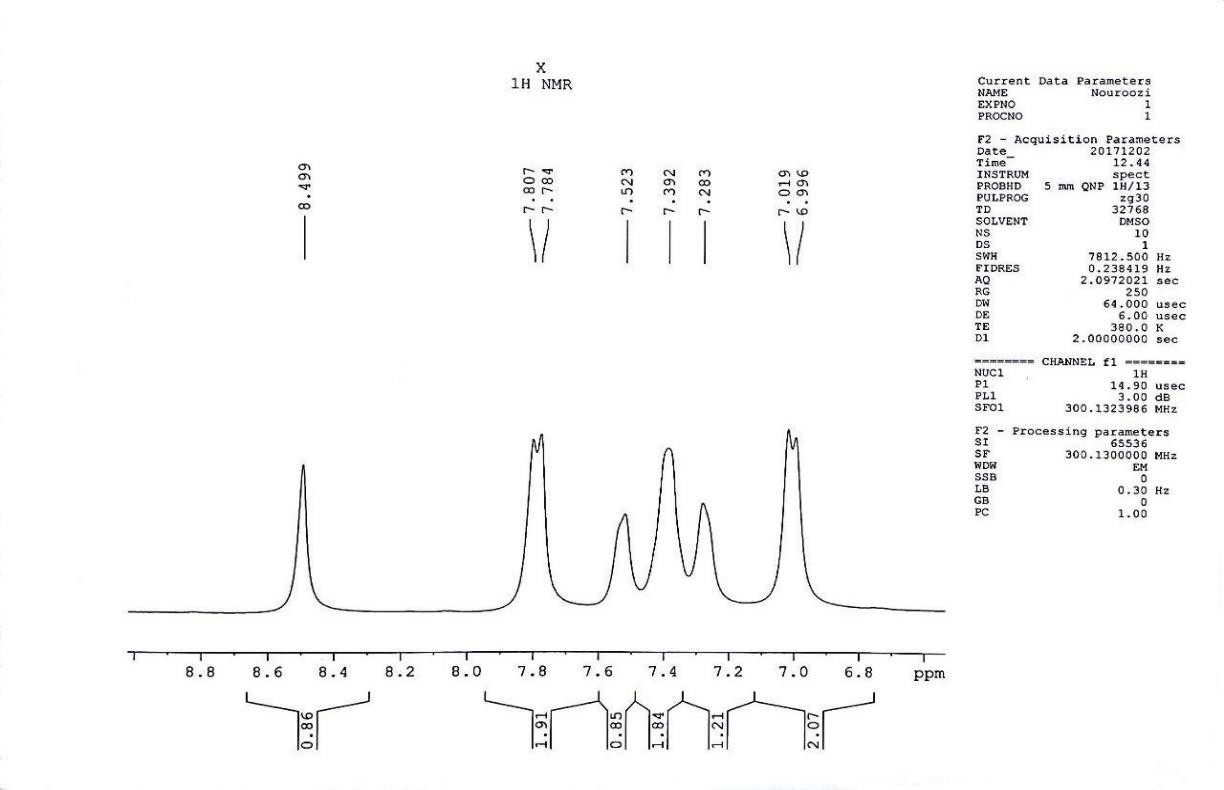 X
1H NMR
8.499
7.807
7.784
7.523
7.392
7.283
7.019
6.996
8.8 8.6 8.4 8.2 8.0 7.8 7.6 7.4 7.2 7.0 6.8 ppm
0.86
1.91
0.85
1.84
1.21
2.07
Current Data Parameters
NAME Nouroozi
EXPNO 1
PROCNO 1
F2 - Acquisition Parameters
Date_ 20171202
Time 12.44
INSTRUM spect
PROBHD 5 mm QNP 1H/13
PULPROG zg30
TD 32768
SOLVENT DMSO
NS 10
DS 1
SWH 7812.500 Hz
FIDRES 0.238419 Hz
AQ 2.0972021 sec
RG 250
DW 64.000 usec
DE 6.00 usec
TE 380.0 K
D1 2.00000000 sec
======== CHANNEL f1 ========
NUC1 1H
P1 14.90 usec
PL1 3.00 dB
SFO1 300.1323986 MHz
F2 - Processing parameters
SI 65536
SF 300.1300000 MHz
WDW EM
SSB 0
LB 0.30 Hz
GB 0
PC 1.00